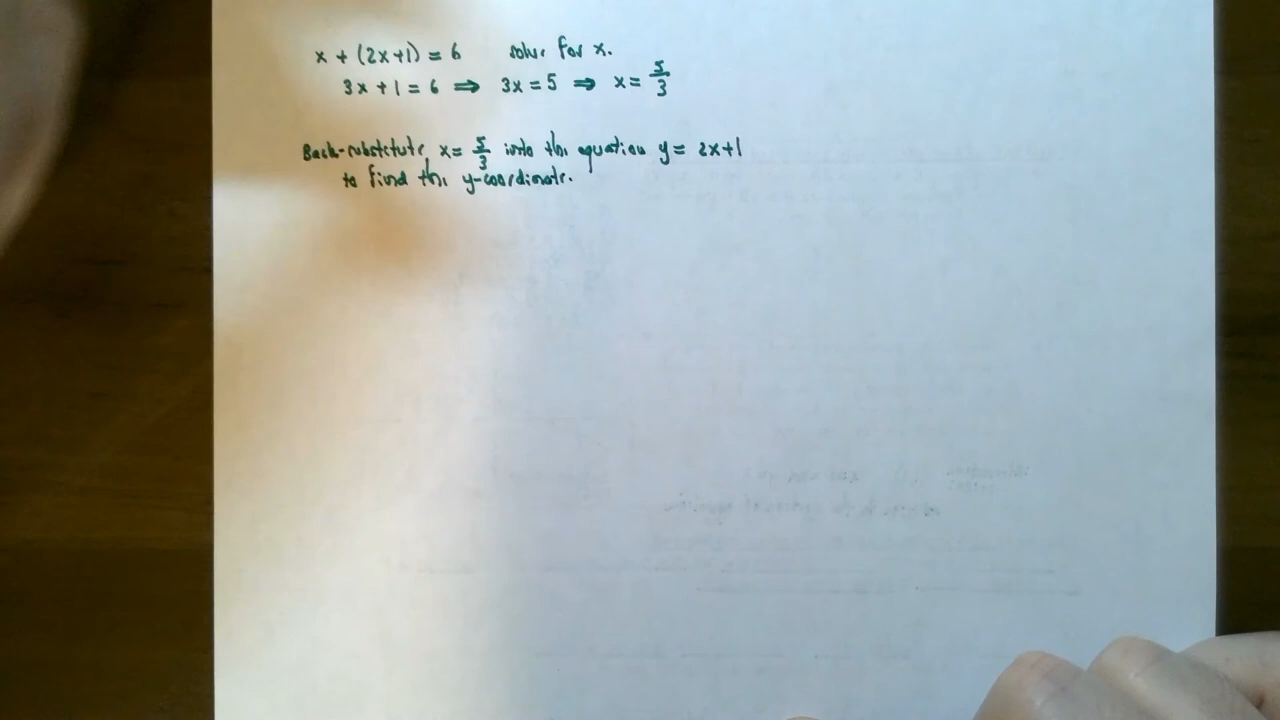 x + (2x+1) = 6 solve for x.
3x + 1 = 6 ⇒ 3x = 5 ⇒ x = 5/3
Back-substitute x = 5/3 into the equation y = 2x+1
to find the y-coordinate.